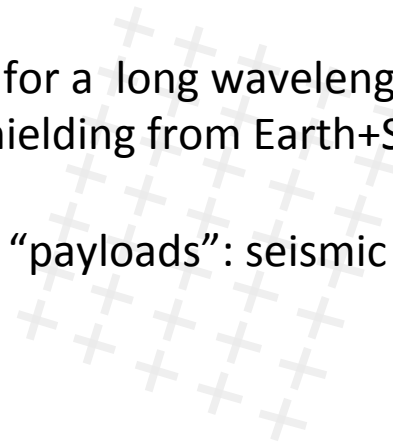 for a long waveleng
hielding from Earth+S
“payloads”: seismic